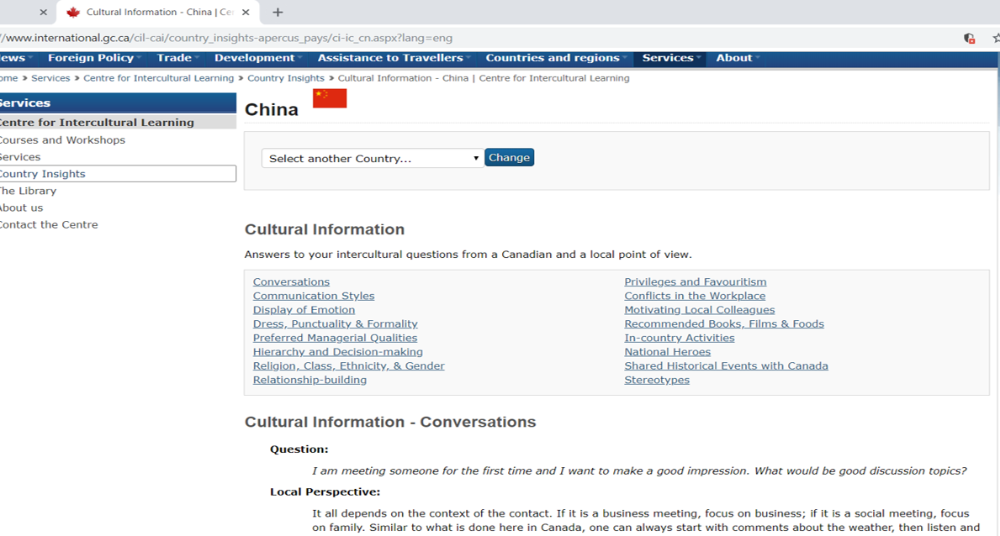 Cultural Information - China | Ce
/www.international.gc.ca/cil-cai/country_insights-apercus_pays/ci-ic_cn.aspx?lang=eng
ews Foreign Policy Trade Development Assistance to Travellers Countries and regions Services About
ome > Services > Centre for Intercultural Learning > Country Insights > Cultural Information - China | Centre for Intercultural Learning
Services
Centre for Intercultural Learning
Courses and Workshops
Services
Country Insights
The Library
About us
Contact the Centre
China
Select another Country... Change
Cultural Information
Answers to your intercultural questions from a Canadian and a local point of view.
Conversations
Communication Styles
Display of Emotion
Dress, Punctuality & Formality
Preferred Managerial Qualities
Hierarchy and Decision-making
Religion, Class, Ethnicity, & Gender
Relationship-building
Privileges and Favouritism
Conflicts in the Workplace
Motivating Local Colleagues
Recommended Books, Films & Foods
In-country Activities
National Heroes
Shared Historical Events with Canada
Stereotypes
Cultural Information - Conversations
Question:
I am meeting someone for the first time and I want to make a good impression. What would be good discussion topics?
Local Perspective:
It all depends on the context of the contact. If it is a business meeting, focus on business; if it is a social meeting, focus
on family. Similar to what is done here in Canada, one can always start with comments about the weather, then listen and